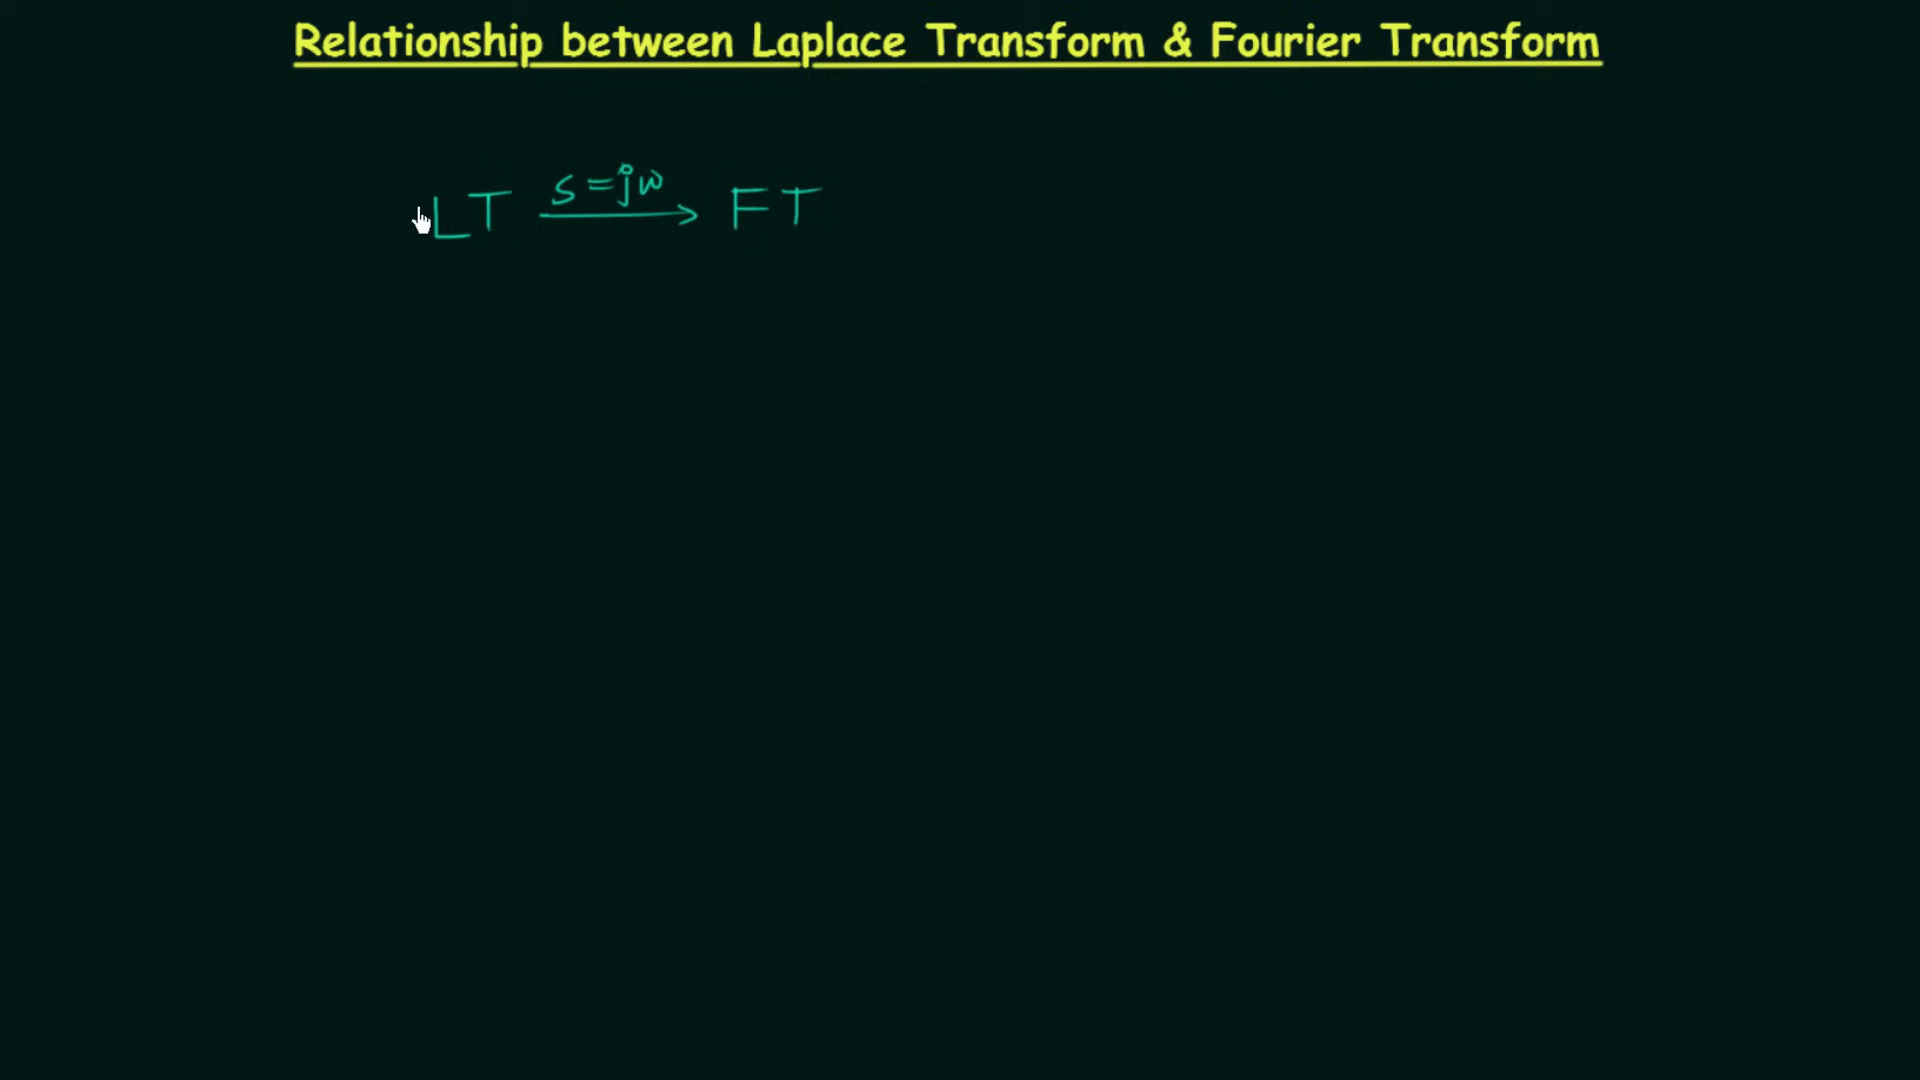 Relationship between Laplace Transform & Fourier Transform
LT s=jω → FT